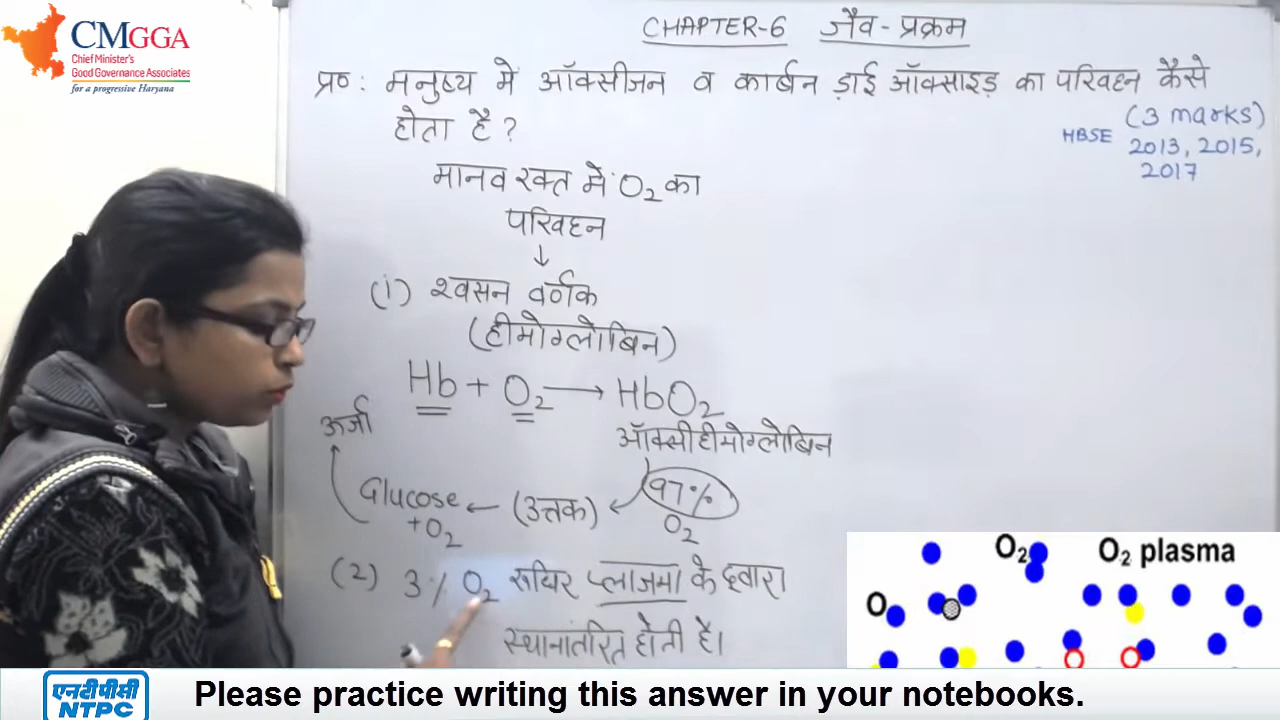 CMGGA
Chief Minister's
Good Governance Associates
for a progressive Haryana
CHAPTER-6 जैव-प्रक्रम
प्र०: मनुष्य में ऑक्सीजन व कार्बन ड़ाई ऑक्साइड़ का परिवहन कैसे
होता है?
(3 marks)
HBSE 2013, 2015,
2017
मानव रक्त में O2 का
परिवहन
↓
(i) श्वसन वर्णक
(हीमोग्लोबिन)
Hb + O2 → HbO2
ऑक्सीहीमोग्लोबिन
ऊर्जा
Glucose ← (उत्तक) ← 97%
+O2
O2
(2) 3% O2 रूधिर प्लाजमा के द्वारा
स्थानांतरित होती है।
O2 O2 plasma
O
एनटीपीसी
NTPC
Please practice writing this answer in your notebooks.